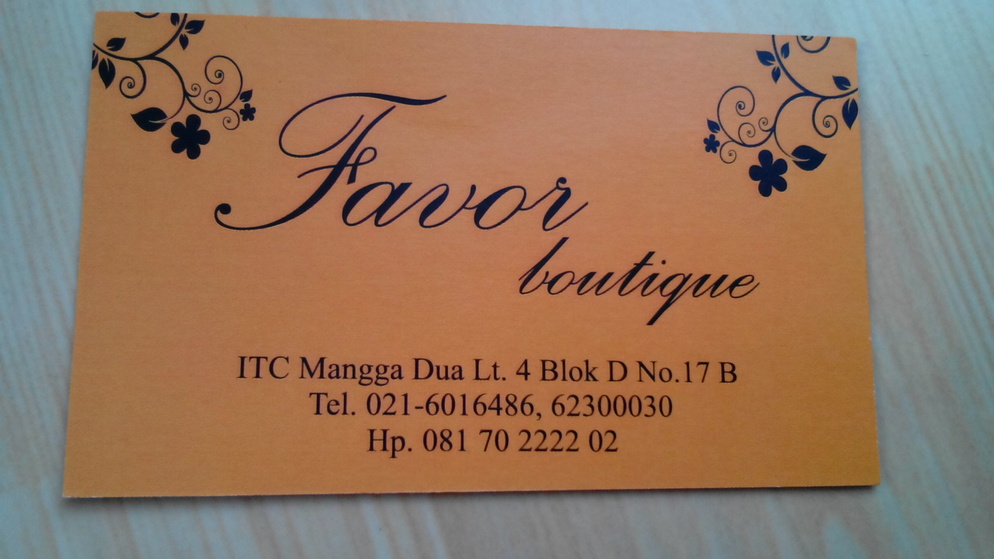 Favor
boutique
ITC Mangga Dua Lt. 4 Blok D No.17 B
Tel. 021-6016486, 62300030
Hp. 081 70 2222 02